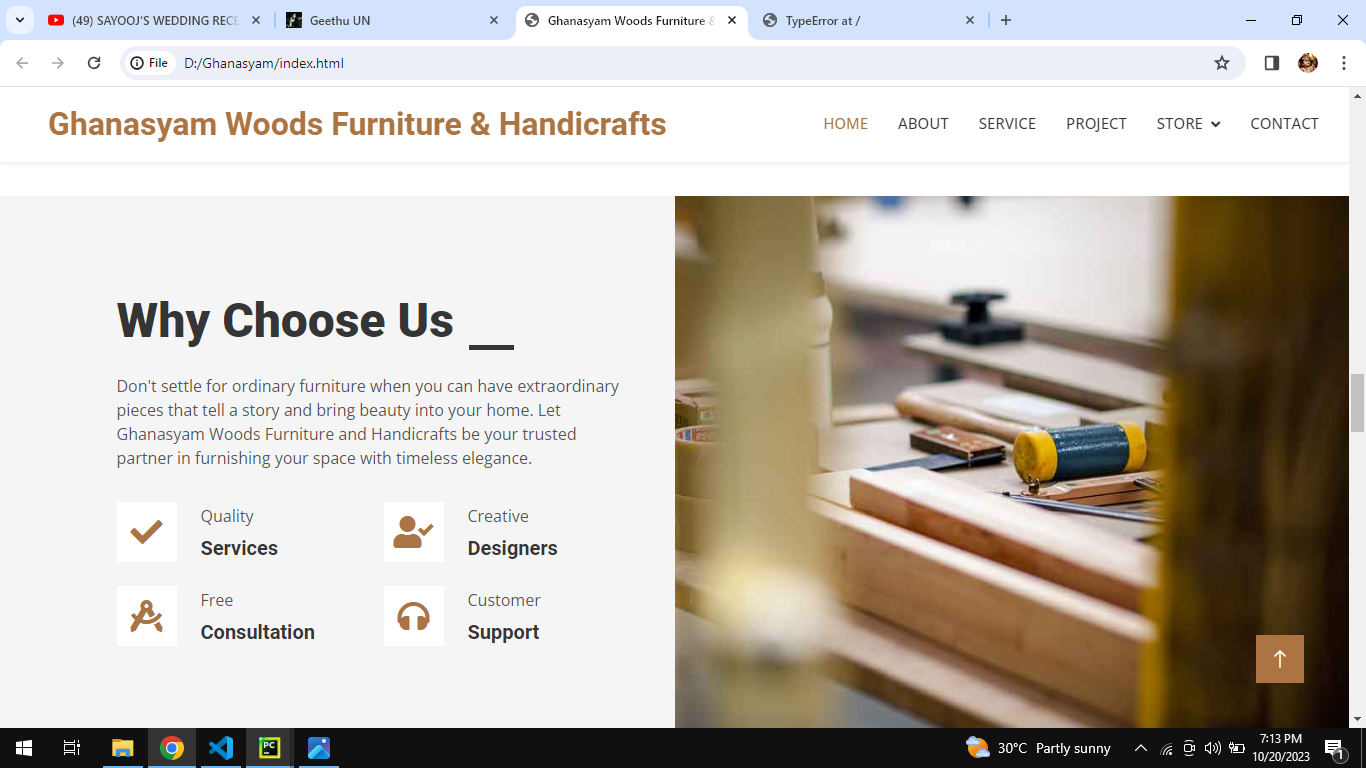 (49) SAYOOJ'S WEDDING RECE
Geethu UN
Ghanasyam Woods Furniture &
TypeError at /
File
D:/Ghanasyam/index.html
Ghanasyam Woods Furniture & Handicrafts
HOME ABOUT SERVICE PROJECT STORE CONTACT
Why Choose Us
Don't settle for ordinary furniture when you can have extraordinary
pieces that tell a story and bring beauty into your home. Let
Ghanasyam Woods Furniture and Handicrafts be your trusted
partner in furnishing your space with timeless elegance.
Quality
Services
Creative
Designers
Free
Consultation
Customer
Support
PC
30°C Partly sunny
7:13 PM
10/20/2023
1